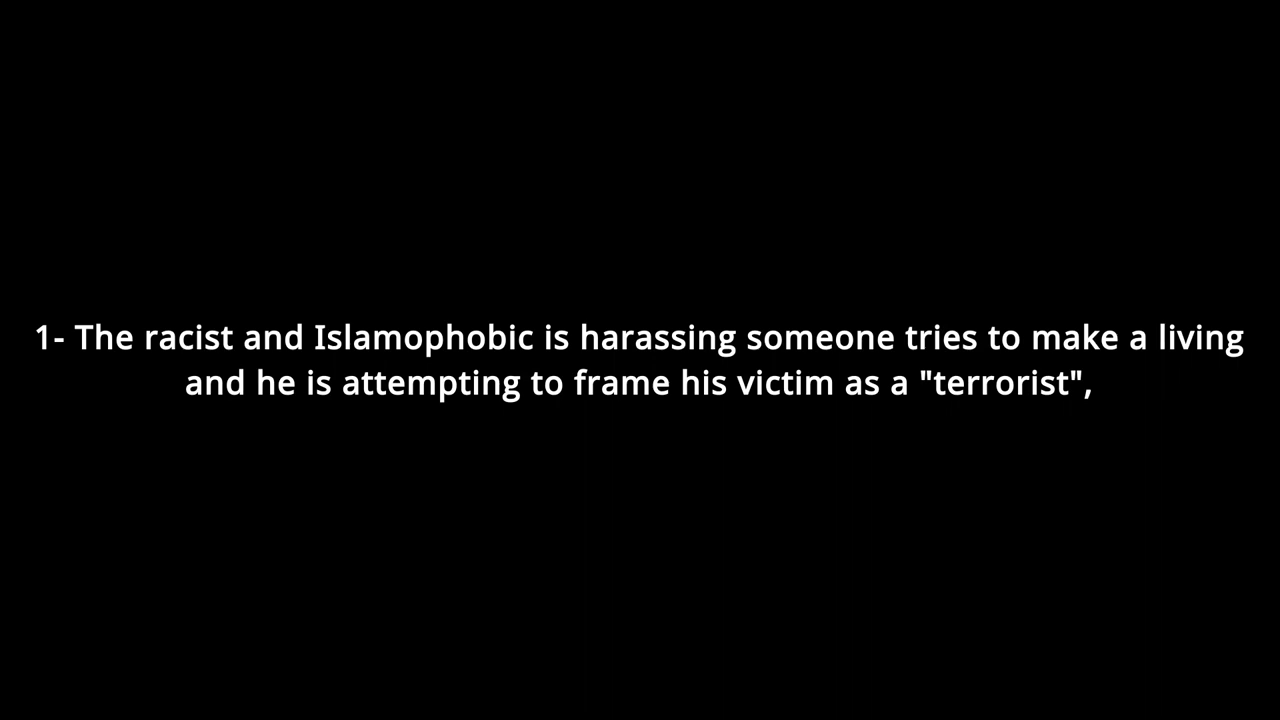 1- The racist and Islamophobic is harassing someone tries to make a living
and he is attempting to frame his victim as a "terrorist",